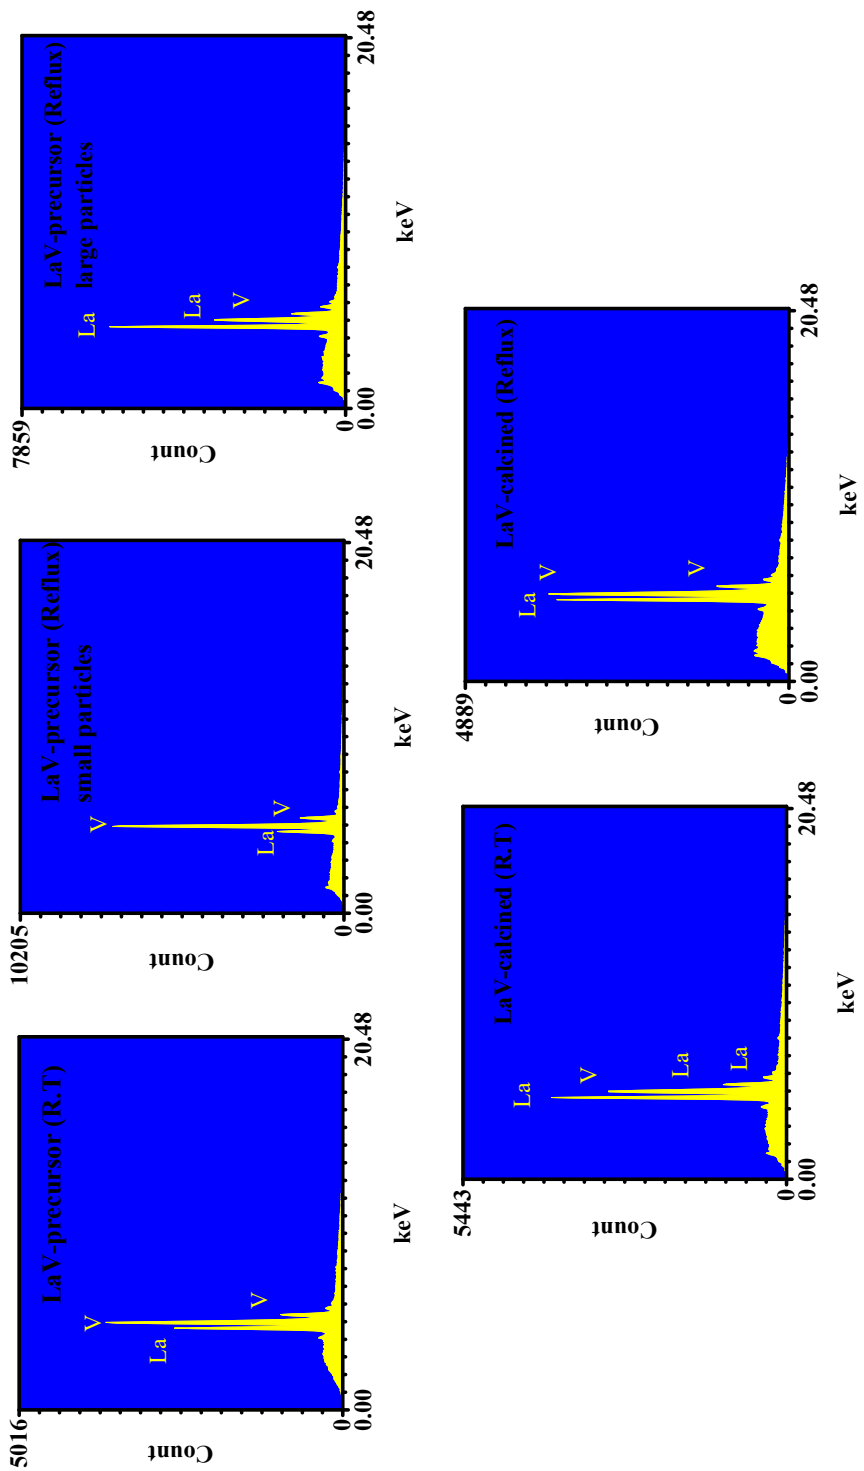 5016
Count
0
LaV-precursor (R.T)
V
La
V
0.00
20.48
keV
10205
Count
0
LaV-precursor (Reflux)
small particles
V
La
V
0.00
20.48
keV
7859
Count
0
LaV-precursor (Reflux)
large particles
La
La
V
0.00
20.48
keV
5443
Count
0
LaV-calcined (R.T)
La
V
La
La
0.00
20.48
keV
4889
Count
0
LaV-calcined (Reflux)
La
V
V
0.00
20.48
keV